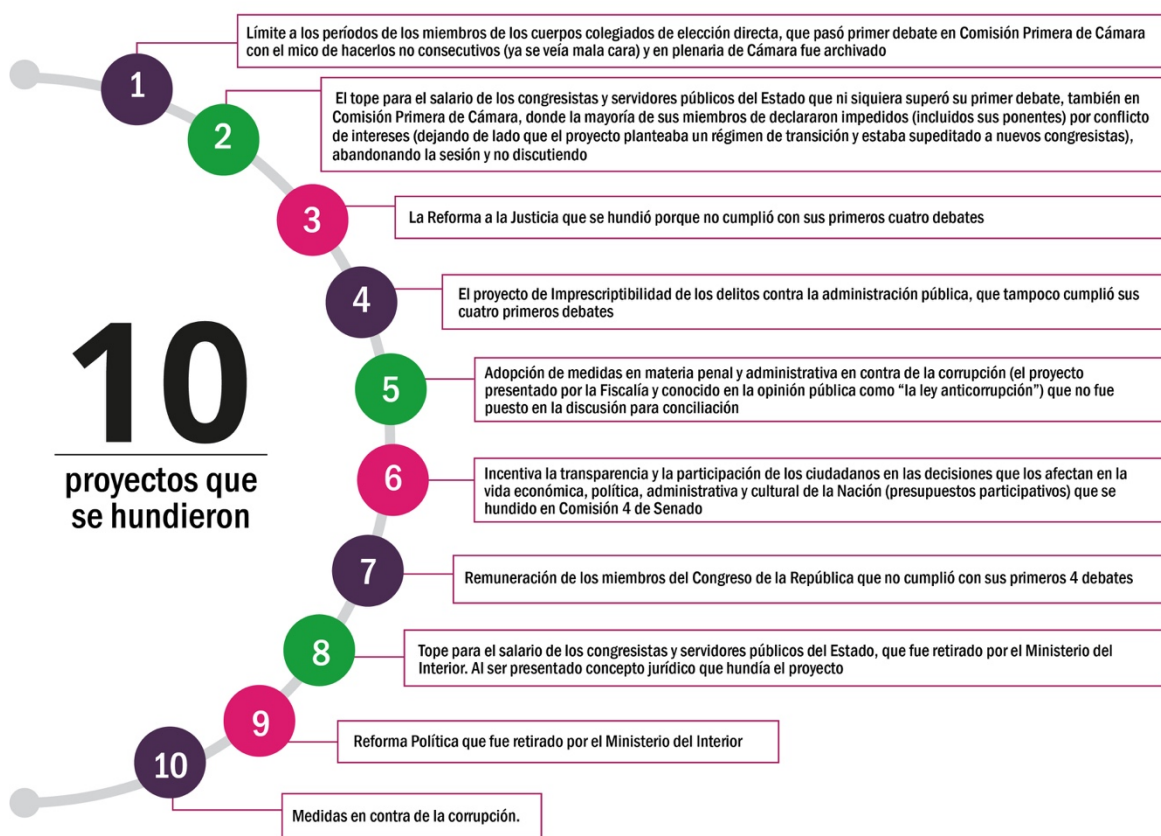 1
Límite a los períodos de los miembros de los cuerpos colegiados de elección directa, que pasó primer debate en Comisión Primera de Cámara
con el mico de hacerlos no consecutivos (ya se veía mala cara) y en plenaria de Cámara fue archivado
2
El tope para el salario de los congresistas y servidores públicos del Estado que ni siquiera superó su primer debate, también en
Comisión Primera de Cámara, donde la mayoría de sus miembros de declararon impedidos (incluidos sus ponentes) por conflicto
de intereses (dejando de lado que el proyecto planteaba un régimen de transición y estaba supeditado a nuevos congresistas),
abandonando la sesión y no discutiendo
3
La Reforma a la Justicia que se hundió porque no cumplió con sus primeros cuatro debates
4
El proyecto de Imprescriptibilidad de los delitos contra la administración pública, que tampoco cumplió sus
cuatro primeros debates
10
proyectos que
se hundieron
5
Adopción de medidas en materia penal y administrativa en contra de la corrupción (el proyecto
presentado por la Fiscalía y conocido en la opinión pública como “la ley anticorrupción”) que no fue
puesto en la discusión para conciliación
6
Incentiva la transparencia y la participación de los ciudadanos en las decisiones que los afectan en la
vida económica, política, administrativa y cultural de la Nación (presupuestos participativos) que se
hundido en Comisión 4 de Senado
7
Remuneración de los miembros del Congreso de la República que no cumplió con sus primeros 4 debates
8
Tope para el salario de los congresistas y servidores públicos del Estado, que fue retirado por el Ministerio del
Interior. Al ser presentado concepto jurídico que hundía el proyecto
9
Reforma Política que fue retirado por el Ministerio del Interior
10
Medidas en contra de la corrupción.